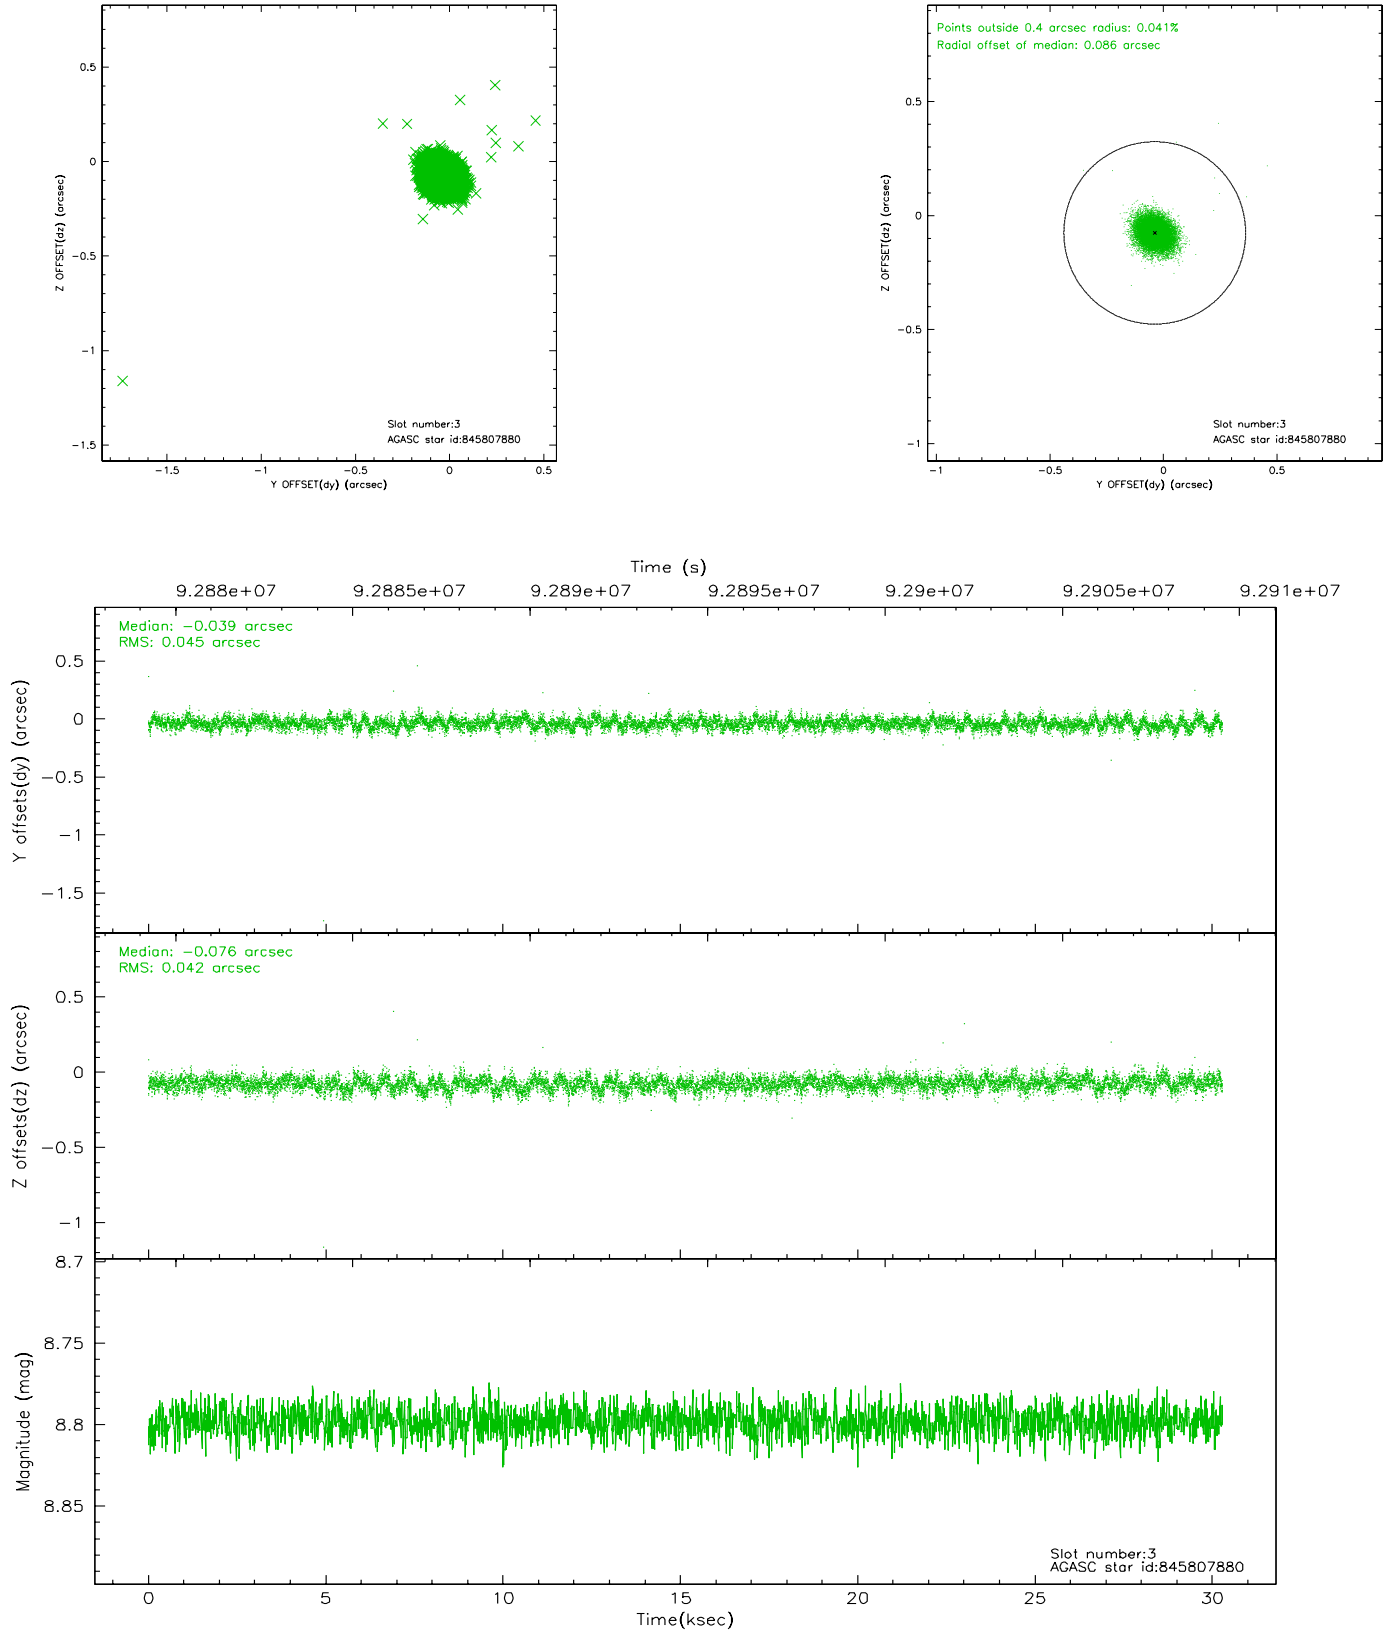 0.5
0
−0.5
−1
−1.5
Z OFFSET(dz) (arcsec)
Slot number:3
AGASC star id:845807880
−1.5 −1 −0.5 0 0.5
Y OFFSET(dy) (arcsec)
Points outside 0.4 arcsec radius: 0.041%
Radial offset of median: 0.086 arcsec
0.5
0
−0.5
−1
Z OFFSET(dz) (arcsec)
Slot number:3
AGASC star id:845807880
−1 −0.5 0 0.5
Y OFFSET(dy) (arcsec)
Time (s)
9.288e+07 9.2885e+07 9.289e+07 9.2895e+07 9.29e+07 9.2905e+07 9.291e+07
Median: −0.039 arcsec
RMS: 0.045 arcsec
0.5
0
−0.5
−1
−1.5
Y offsets(dy) (arcsec)
Median: −0.076 arcsec
RMS: 0.042 arcsec
0.5
0
−0.5
−1
Z offsets(dz) (arcsec)
8.7
8.75
8.8
8.85
Magnitude (mag)
Slot number:3
AGASC star id:845807880
0 5 10 15 20 25 30
Time(ksec)